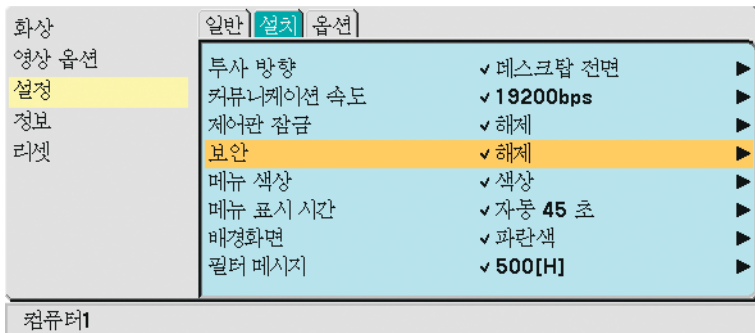 화상
영상 옵션
설정
정보
리셋
일반 설치 옵션
투사 방향 ✓데스크탑 전면 ▶
커뮤니케이션 속도 ✓19200bps ▶
제어판 잠금 ✓해제 ▶
보안 ✓해제 ▶
메뉴 색상 ✓색상 ▶
메뉴 표시 시간 ✓자동 45 초 ▶
배경화면 ✓파란색 ▶
필터 메시지 ✓500[H] ▶
컴퓨터1